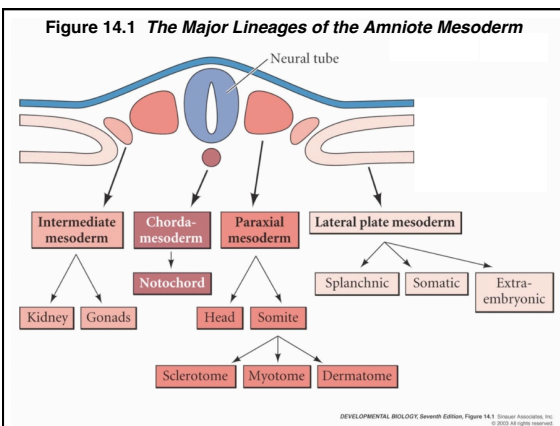 Figure 14.1 The Major Lineages of the Amniote Mesoderm
Neural tube
Intermediate
mesoderm
Chorda-
mesoderm
Paraxial
mesoderm
Lateral plate mesoderm
Notochord
Splanchnic
Somatic
Extra-
embryonic
Kidney
Gonads
Head
Somite
Sclerotome
Myotome
Dermatome
DEVELOPMENTAL BIOLOGY, Seventh Edition, Figure 14.1 Sinauer Associates, Inc.
© 2003 All rights reserved.